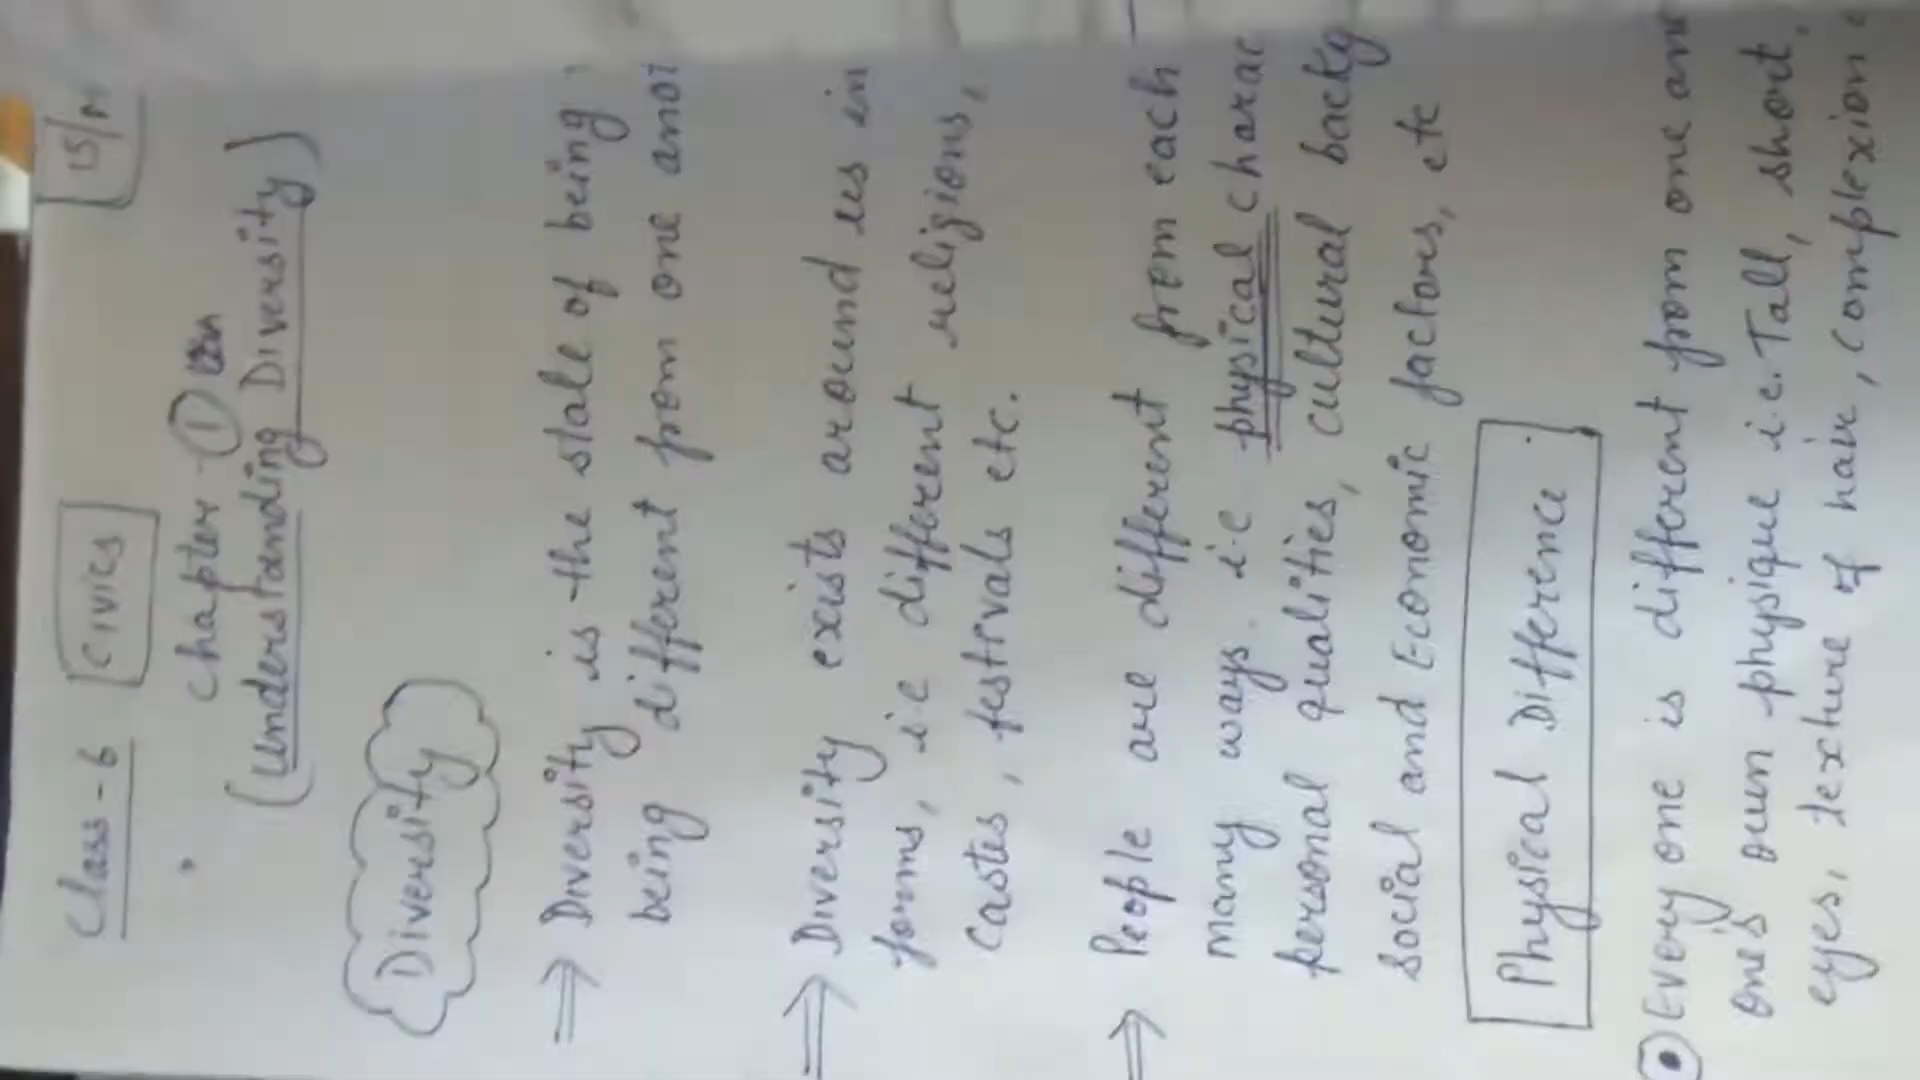 Class-6 Civics 15/
Chapter-1
(Understanding Diversity)
Diversity
⇒ Diversity is the state of being
being different from one anot
⇒ Diversity exists around us in
forms, i.e different religions,
castes, festivals etc.
⇒ People are different from each
many ways. i.e physical charac
personal qualities, cultural backg
social and Economic factors, etc
Physical Difference
Every one is different from one an
one's own physique i.e. Tall, short,
eyes, texture of hair, complexion